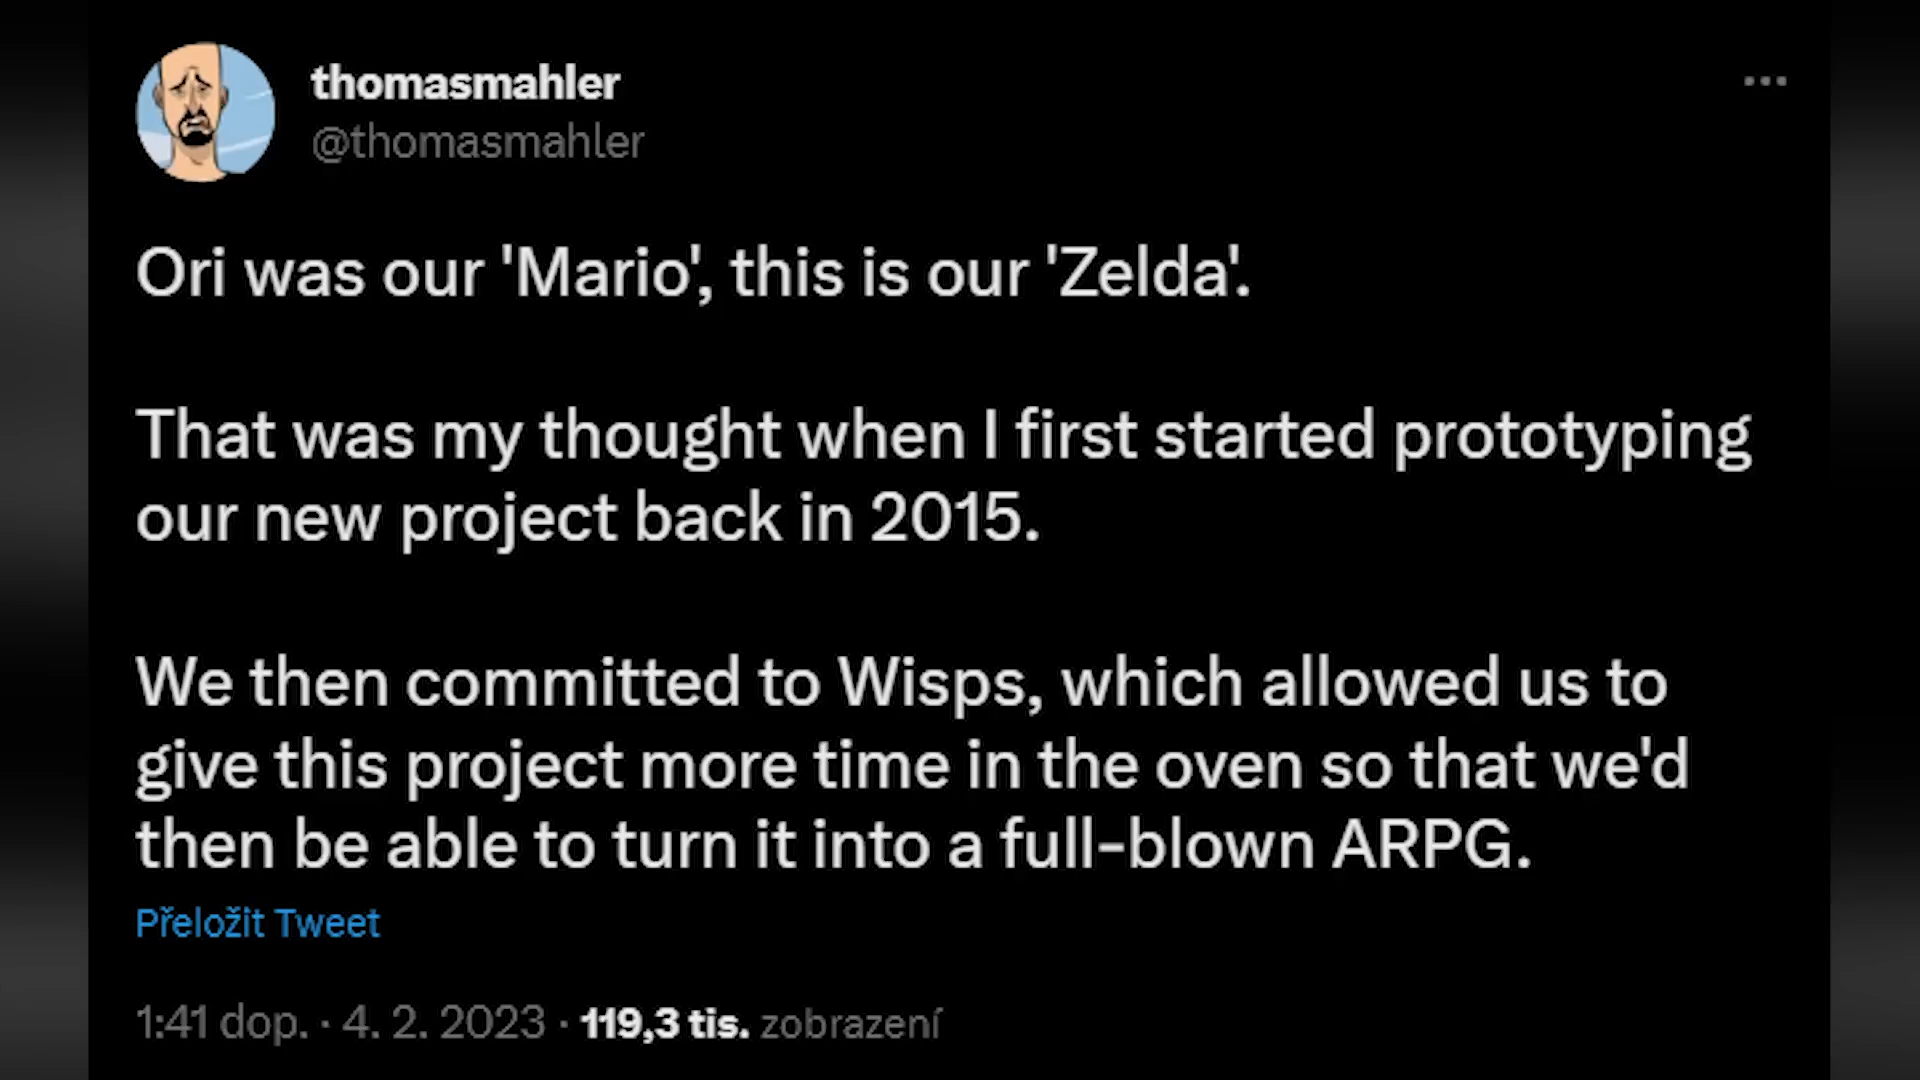 thomasmahler
@thomasmahler
Ori was our 'Mario', this is our 'Zelda'.
That was my thought when I first started prototyping
our new project back in 2015.
We then committed to Wisps, which allowed us to
give this project more time in the oven so that we'd
then be able to turn it into a full-blown ARPG.
Přeložit Tweet
1:41 dop. · 4. 2. 2023 · 119,3 tis. zobrazení